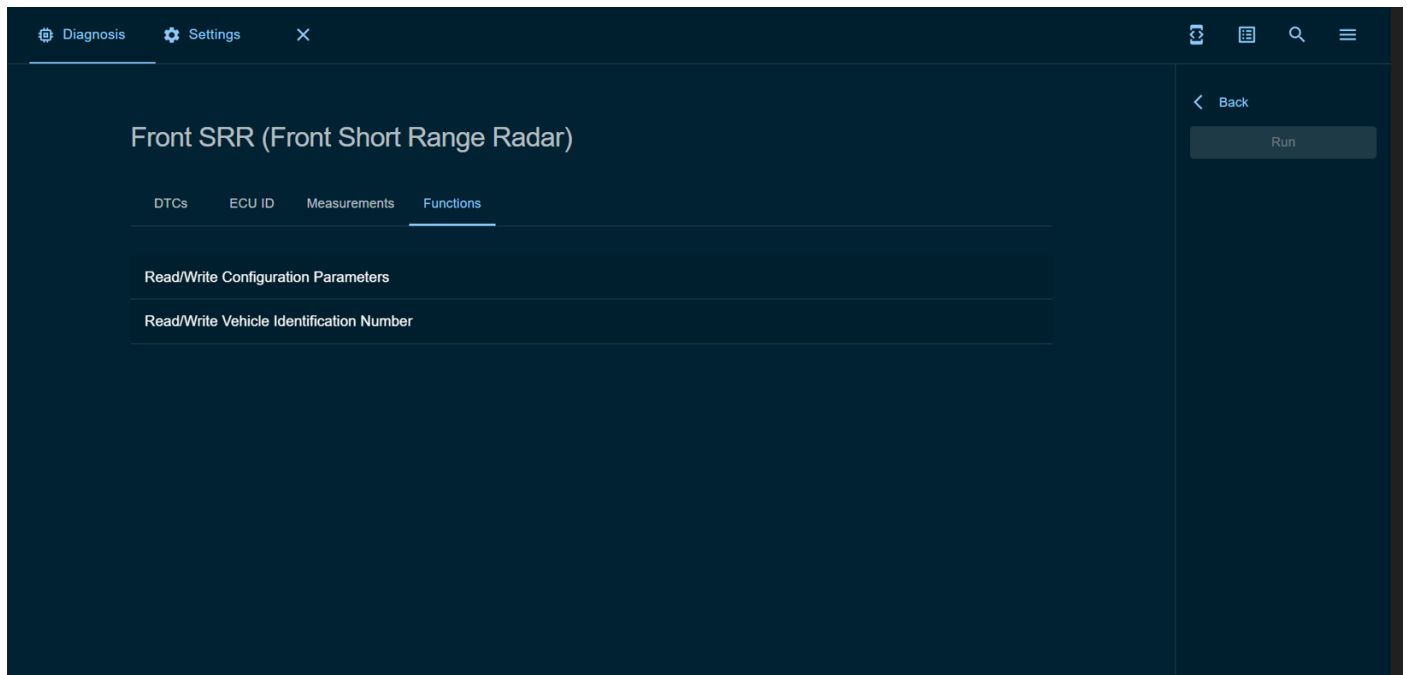 Diagnosis Settings
Back
Run
Front SRR (Front Short Range Radar)
DTCs ECU ID Measurements Functions
Read/Write Configuration Parameters
Read/Write Vehicle Identification Number